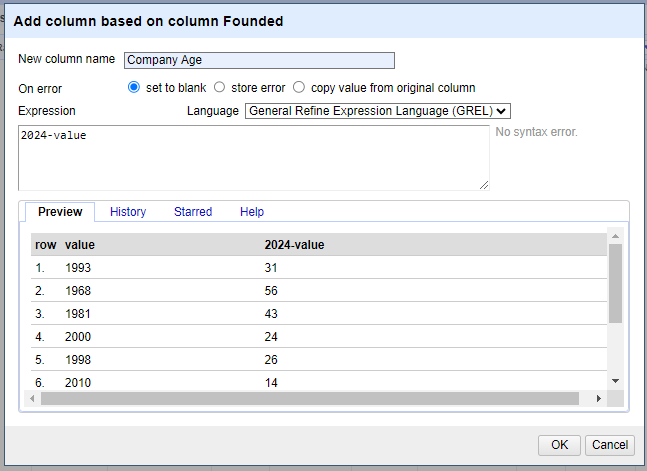 Add column based on column Founded
New column name Company Age
On error set to blank store error copy value from original column
Expression Language General Refine Expression Language (GREL)
2024-value No syntax error.
Preview History Starred Help
row value 2024-value
1. 1993 31
2. 1968 56
3. 1981 43
4. 2000 24
5. 1998 26
6. 2010 14
OK Cancel